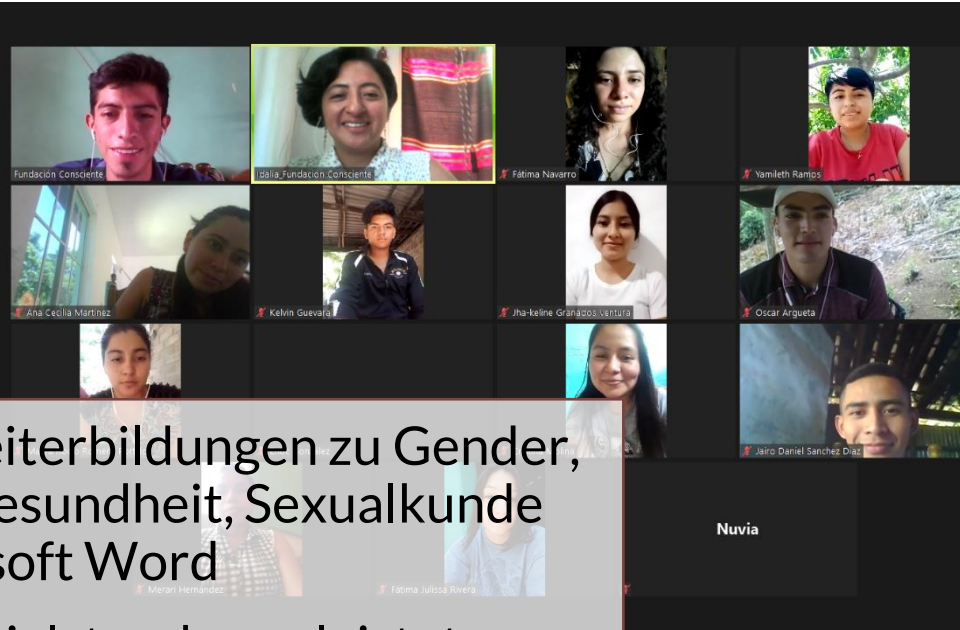 Fundación Consciente
Idalia_Fundación Consciente
Fátima Navarro
Yamileth Ramos
Ana Cecilia Martínez
Kelvin Guevara
Jha-keline Granados Ventura
Oscar Argueta
Jairo Daniel Sanchez Diaz
eiterbildungen zu Gender,
esundheit, Sexualkunde
soft Word
Nuvia
Merari Hernández
Fátima Julissa Rivera